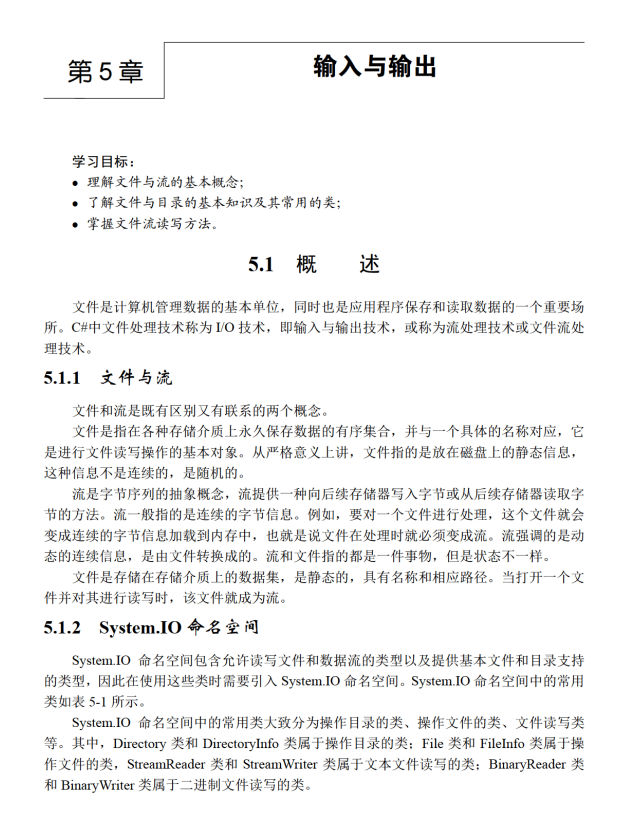 第 5 章
输入与输出
学习目标：
● 理解文件与流的基本概念；
● 了解文件与目录的基本知识及其常用的类；
● 掌握文件流读写方法。
5.1 概 述
文件是计算机管理数据的基本单位，同时也是应用程序保存和读取数据的一个重要场
所。C#中文件处理技术称为 I/O 技术，即输入与输出技术，或称为流处理技术或文件流处
理技术。
5.1.1 文件与流
文件和流是既有区别又有联系的两个概念。
文件是指在各种存储介质上永久保存数据的有序集合，并与一个具体的名称对应，它
是进行文件读写操作的基本对象。从严格意义上讲，文件指的是放在磁盘上的静态信息，
这种信息不是连续的，是随机的。
流是字节序列的抽象概念，流提供一种向后续存储器写入字节或从后续存储器读取字
节的方法。流一般指的是连续的字节信息。例如，要对一个文件进行处理，这个文件就会
变成连续的字节信息加载到内存中，也就是说文件在处理时就必须变成流。流强调的是动
态的连续信息，是由文件转换成的。流和文件指的都是一件事物，但是状态不一样。
文件是存储在存储介质上的数据集，是静态的，具有名称和相应路径。当打开一个文
件并对其进行读写时，该文件就成为流。
5.1.2 System.IO 命名空间
System.IO 命名空间包含允许读写文件和数据流的类型以及提供基本文件和目录支持
的类型，因此在使用这些类时需要引入 System.IO 命名空间。System.IO 命名空间中的常用
类如表 5-1 所示。
System.IO 命名空间中的常用类大致分为操作目录的类、操作文件的类、文件读写类
等。其中，Directory 类和 DirectoryInfo 类属于操作目录的类；File 类和 FileInfo 类属于操
作文件的类，StreamReader 类和 StreamWriter 类属于文本文件读写的类；BinaryReader 类
和 BinaryWriter 类属于二进制文件读写的类。